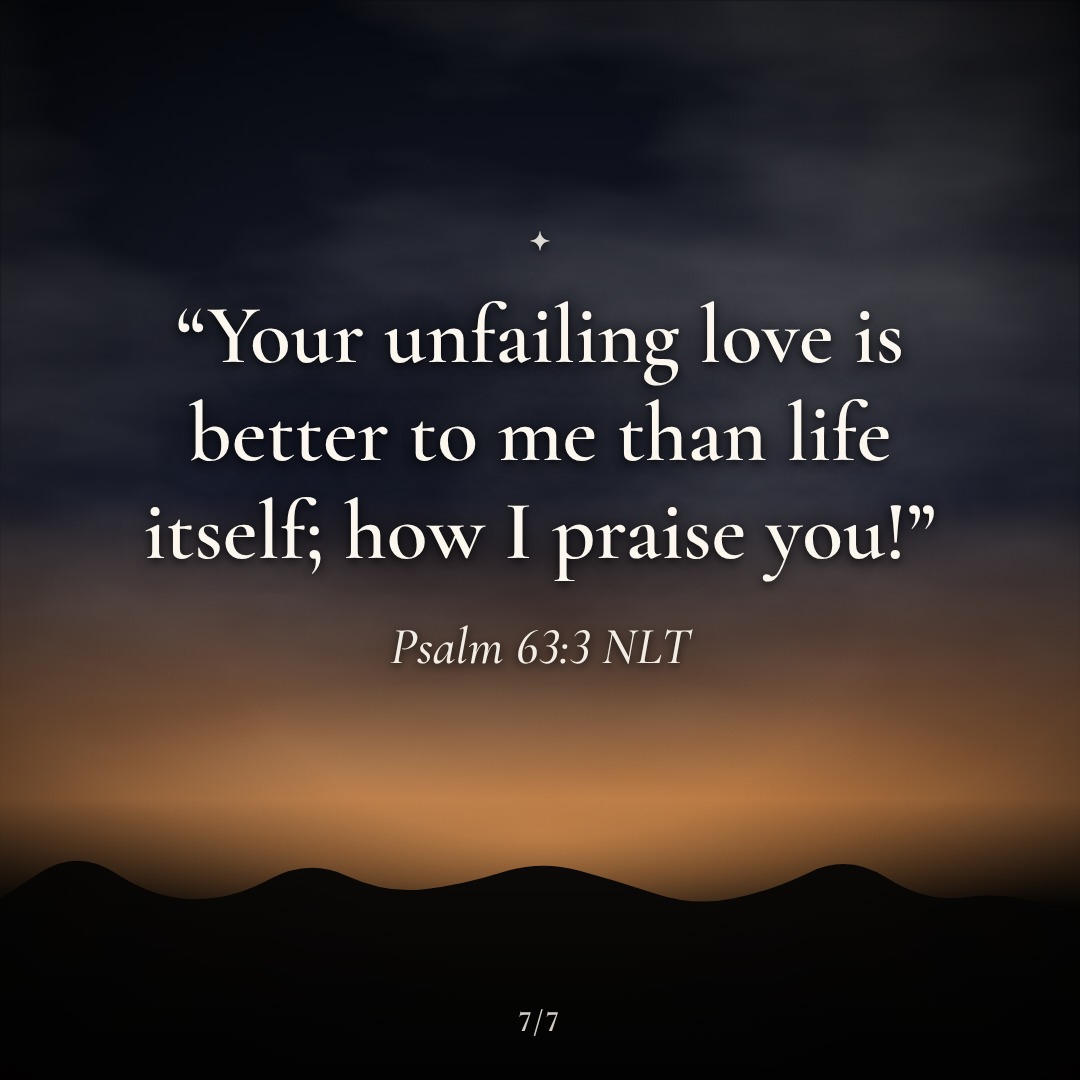 “Your unfailing love is
better to me than life
itself; how I praise you!”
Psalm 63:3 NLT
7/7